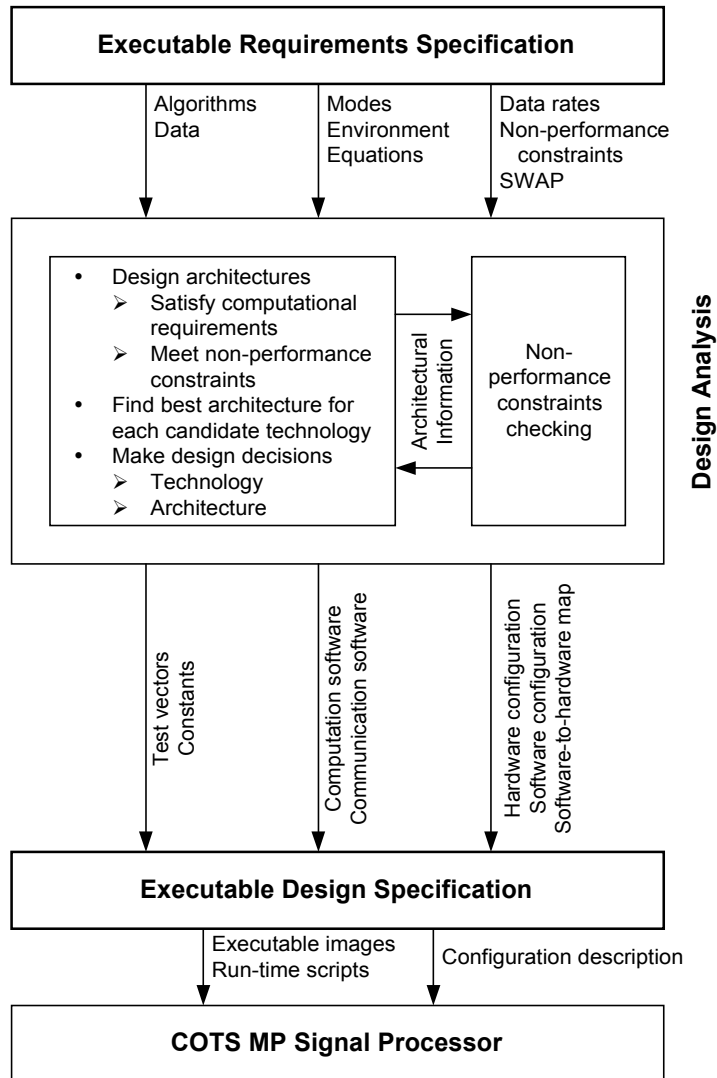 Executable Requirements Specification
Algorithms
Data
Modes
Environment
Equations
Data rates
Non-performance
constraints
SWAP
• Design architectures
➢ Satisfy computational
requirements
➢ Meet non-performance
constraints
• Find best architecture for
each candidate technology
• Make design decisions
➢ Technology
➢ Architecture
Architectural
Information
Non-
performance
constraints
checking
Design Analysis
Test vectors
Constants
Computation software
Communication software
Hardware configuration
Software configuration
Software-to-hardware map
Executable Design Specification
Executable images
Run-time scripts
Configuration description
COTS MP Signal Processor